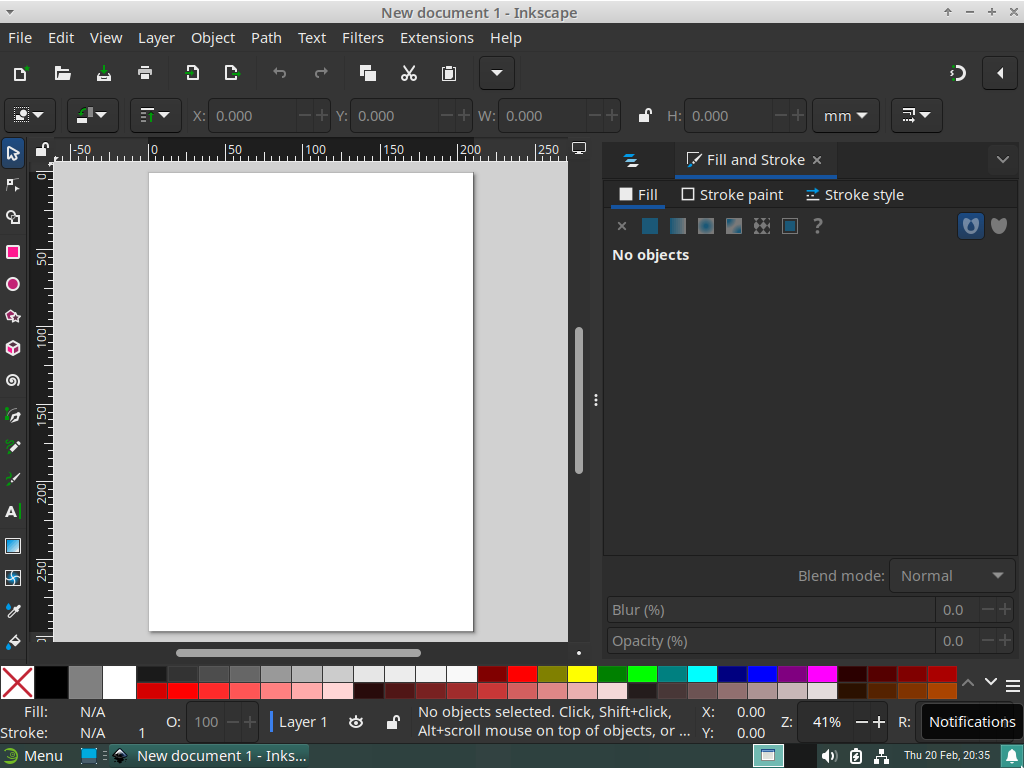 New document 1 - Inkscape
File Edit View Layer Object Path Text Filters Extensions Help
X: 0.000 Y: 0.000 W: 0.000 H: 0.000 mm
-50 0 50 100 150 200 250
0
50
100
150
200
250
Fill and Stroke
Fill Stroke paint Stroke style
?
No objects
Blend mode: Normal
Blur (%) 0.0
Opacity (%) 0.0
A
Fill: N/A
Stroke: N/A 1
O: 100
Layer 1
No objects selected. Click, Shift+click,
Alt+scroll mouse on top of objects, or ...
X: 0.00
Y: 0.00
Z: 41%
R:
Notifications
Menu
New document 1 - Inks...
Thu 20 Feb, 20:35